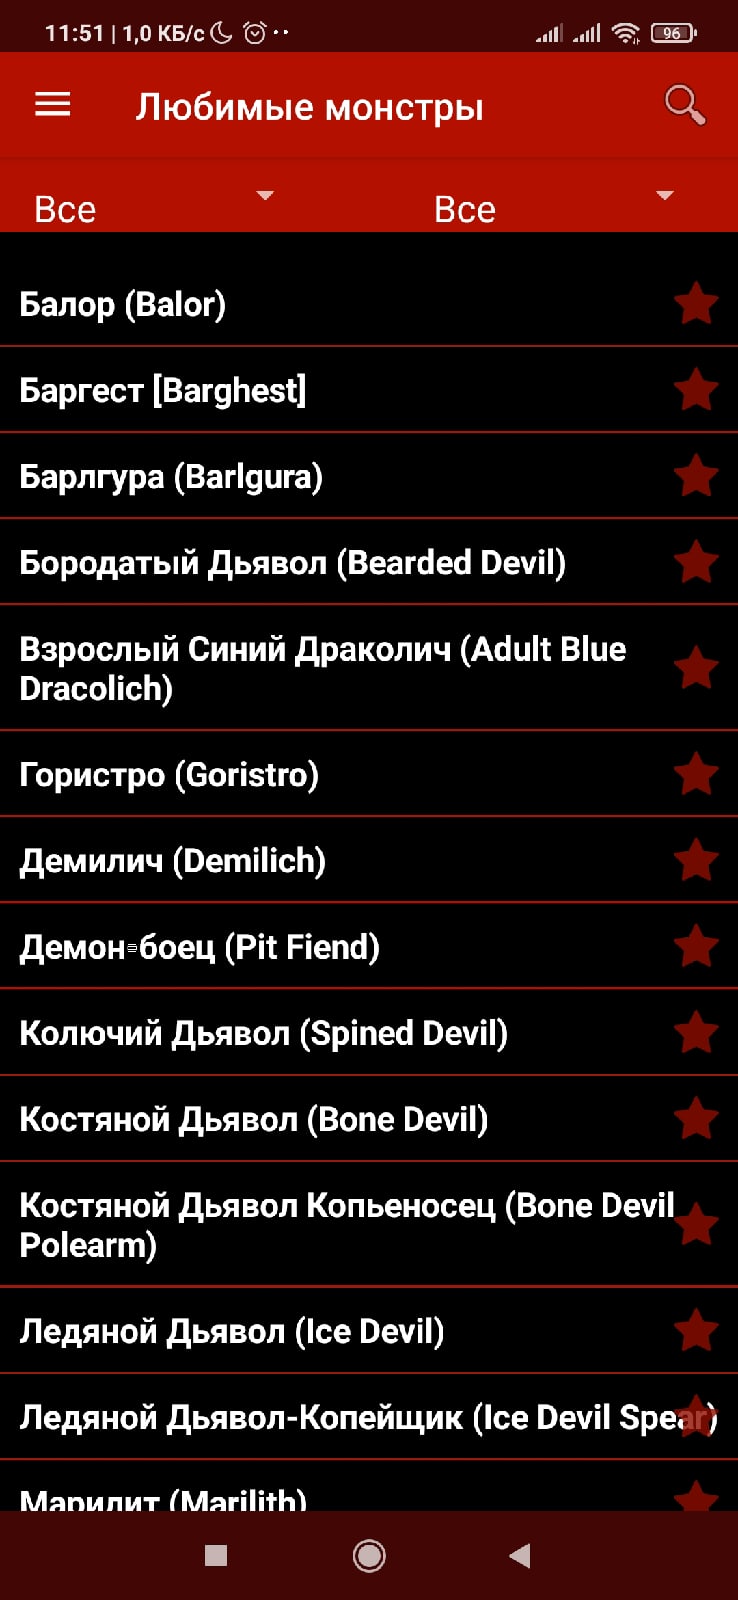 11:51 | 1,0 КБ/с
96
Любимые монстры
Все
Все
Балор (Balor)
Баргест [Barghest]
Барлгура (Barlgura)
Бородатый Дьявол (Bearded Devil)
Взрослый Синий Драколич (Adult Blue
Dracolich)
Гористро (Goristro)
Демилич (Demilich)
Демон-боец (Pit Fiend)
Колючий Дьявол (Spined Devil)
Костяной Дьявол (Bone Devil)
Костяной Дьявол Копьеносец (Bone Devil
Polearm)
Ледяной Дьявол (Ice Devil)
Ледяной Дьявол-Копейщик (Ice Devil Spear)
Марилит (Marilith)